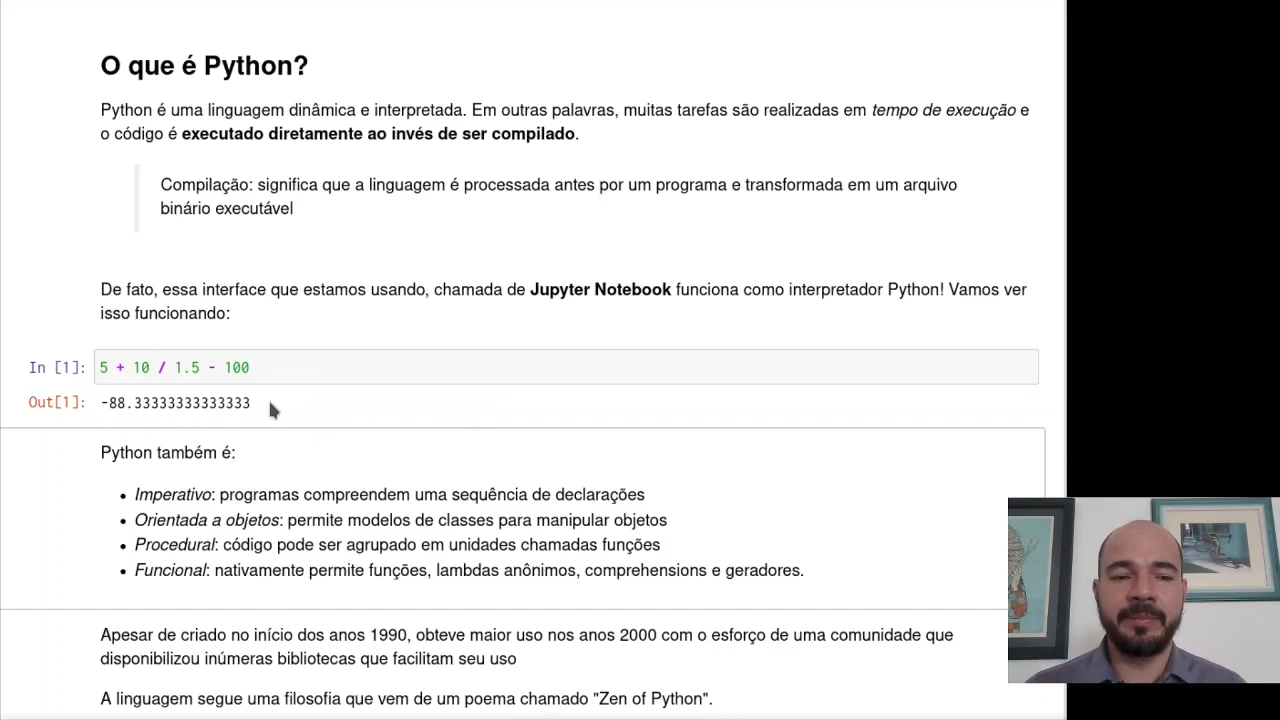 O que é Python?
Python é uma linguagem dinâmica e interpretada. Em outras palavras, muitas tarefas são realizadas em tempo de execução e
o código é executado diretamente ao invés de ser compilado.
Compilação: significa que a linguagem é processada antes por um programa e transformada em um arquivo
binário executável
De fato, essa interface que estamos usando, chamada de Jupyter Notebook funciona como interpretador Python! Vamos ver
isso funcionando:
In [1]: 5 + 10 / 1.5 - 100
Out[1]: -88.33333333333333
Python também é:
• Imperativo: programas compreendem uma sequência de declarações
• Orientada a objetos: permite modelos de classes para manipular objetos
• Procedural: código pode ser agrupado em unidades chamadas funções
• Funcional: nativamente permite funções, lambdas anônimos, comprehensions e geradores.
Apesar de criado no início dos anos 1990, obteve maior uso nos anos 2000 com o esforço de uma comunidade que
disponibilizou inúmeras bibliotecas que facilitam seu uso
A linguagem segue uma filosofia que vem de um poema chamado "Zen of Python".